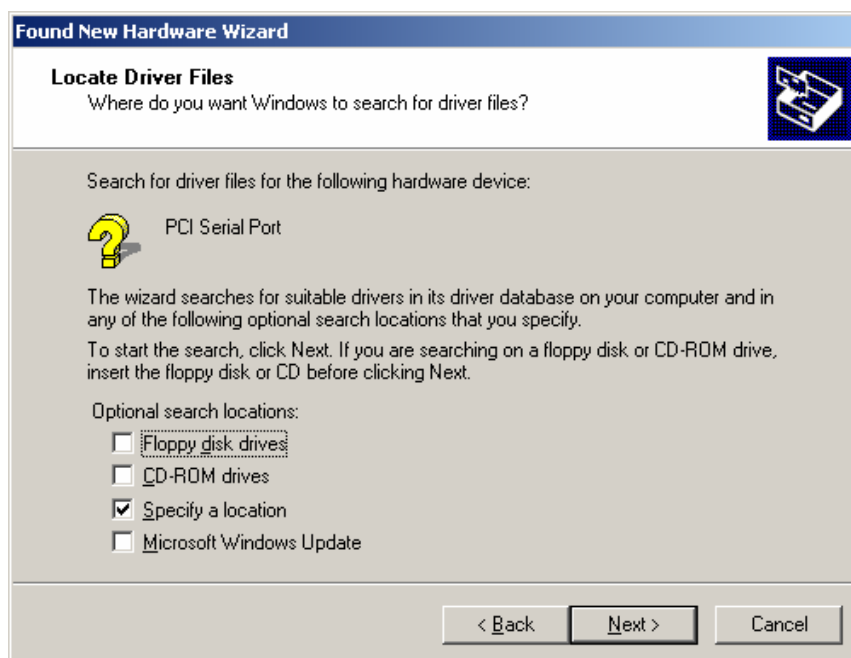 Found New Hardware Wizard
Locate Driver Files
Where do you want Windows to search for driver files?
Search for driver files for the following hardware device:
PCI Serial Port
The wizard searches for suitable drivers in its driver database on your computer and in
any of the following optional search locations that you specify.
To start the search, click Next. If you are searching on a floppy disk or CD-ROM drive,
insert the floppy disk or CD before clicking Next.
Optional search locations:
Floppy disk drives
CD-ROM drives
Specify a location
Microsoft Windows Update
< Back Next > Cancel